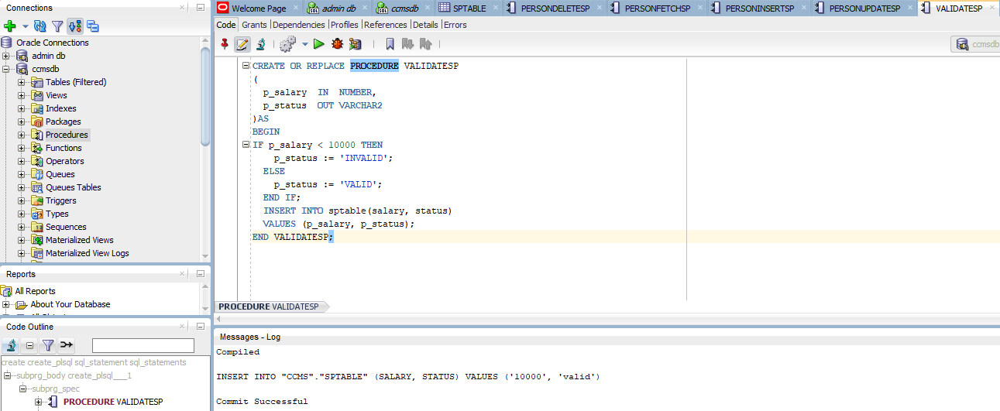 Connections
Oracle Connections
admin db
ccmsdb
Tables (Filtered)
Views
Indexes
Packages
Procedures
Functions
Operators
Queues
Queues Tables
Triggers
Types
Sequences
Materialized Views
Materialized View Logs
Reports
All Reports
About Your Database
Code Outline
create create_plsql sql_statement sql_statements
subprg_body create_plsql___1
subprg_spec
PROCEDURE VALIDATESP
Welcome Page
admin db
ccmsdb
SPTABLE
PERSONDELETESP
PERSONFETCHSP
PERSONINSERTSP
PERSONUPDATESP
VALIDATESP
Code Grants Dependencies Profiles References Details Errors
ccmsdb
CREATE OR REPLACE PROCEDURE VALIDATESP
(
p_salary IN NUMBER,
p_status OUT VARCHAR2
)AS
BEGIN
IF p_salary < 10000 THEN
p_status := 'INVALID';
ELSE
p_status := 'VALID';
END IF;
INSERT INTO sptable(salary, status)
VALUES (p_salary, p_status);
END VALIDATESP;
PROCEDURE VALIDATESP
Messages - Log
Compiled
INSERT INTO "CCMS"."SPTABLE" (SALARY, STATUS) VALUES ('10000', 'valid')
Commit Successful